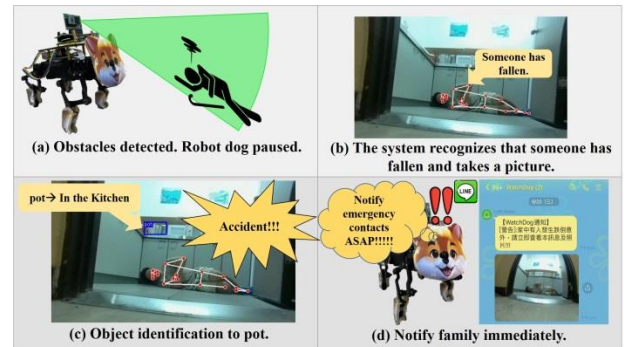 (a) Obstacles detected. Robot dog paused.
Someone has
fallen.
(b) The system recognizes that someone has
fallen and takes a picture.
pot→ In the Kitchen
Accident!!!
(c) Object identification to pot.
Notify
emergency
contacts
ASAP!!!!!
!!
LINE
【WatchDog通知】
(d) Notify family immediately.